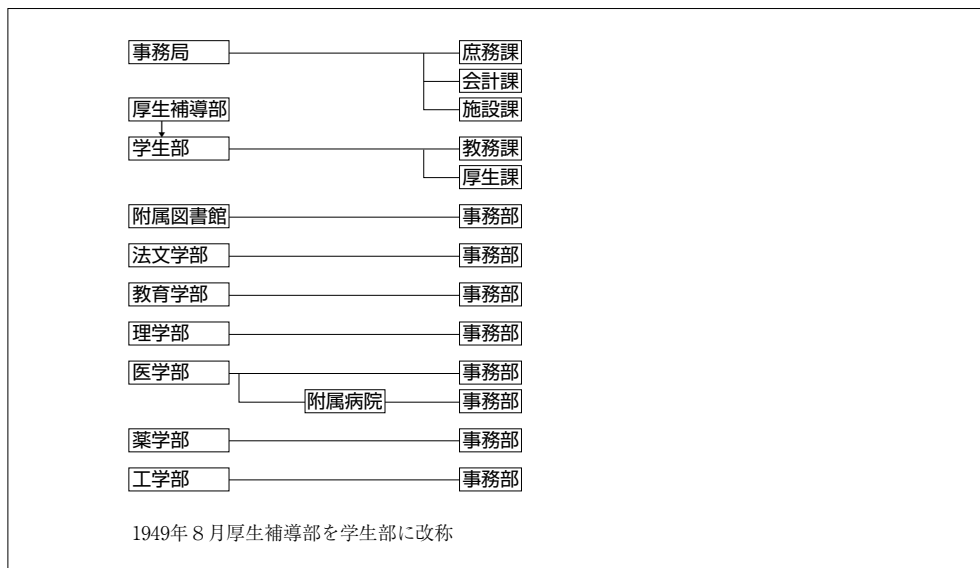 事務局 庶務課
会計課
厚生補導部 施設課
学生部 教務課
厚生課
附属図書館 事務部
法文学部 事務部
教育学部 事務部
理学部 事務部
医学部 事務部
附属病院 事務部
薬学部 事務部
工学部 事務部
1949年8月厚生補導部を学生部に改称